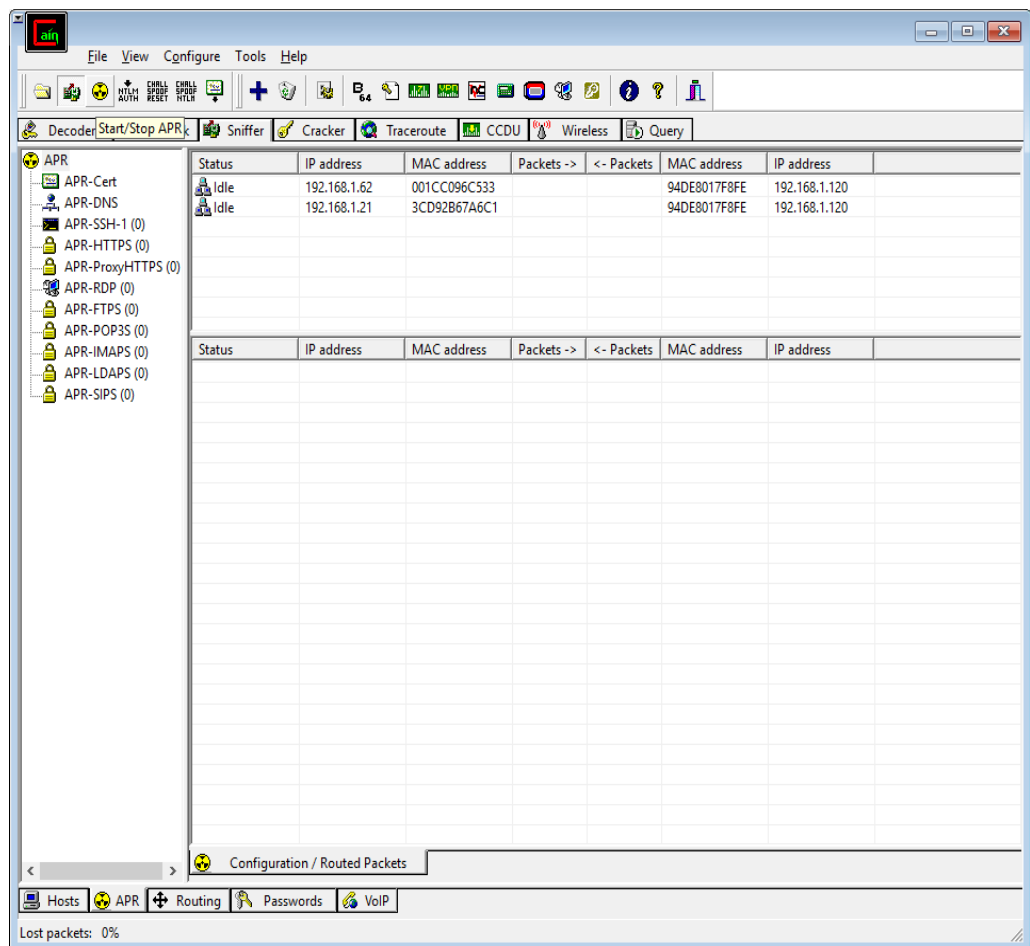 aın
File View Configure Tools Help
NTLM AUTH CHALL SPOOF RESET CHALL SPOOF NTLM
B64
Decoder Start/Stop APR k Sniffer Cracker Traceroute CCDU Wireless Query
APR
APR-Cert
APR-DNS
APR-SSH-1 (0)
APR-HTTPS (0)
APR-ProxyHTTPS (0)
APR-RDP (0)
APR-FTPS (0)
APR-POP3S (0)
APR-IMAPS (0)
APR-LDAPS (0)
APR-SIPS (0)
Status IP address MAC address Packets -> <- Packets MAC address IP address
Idle 192.168.1.62 001CC096C533 94DE8017F8FE 192.168.1.120
Idle 192.168.1.21 3CD92B67A6C1 94DE8017F8FE 192.168.1.120
Status IP address MAC address Packets -> <- Packets MAC address IP address
Configuration / Routed Packets
Hosts APR Routing Passwords VoIP
Lost packets: 0%